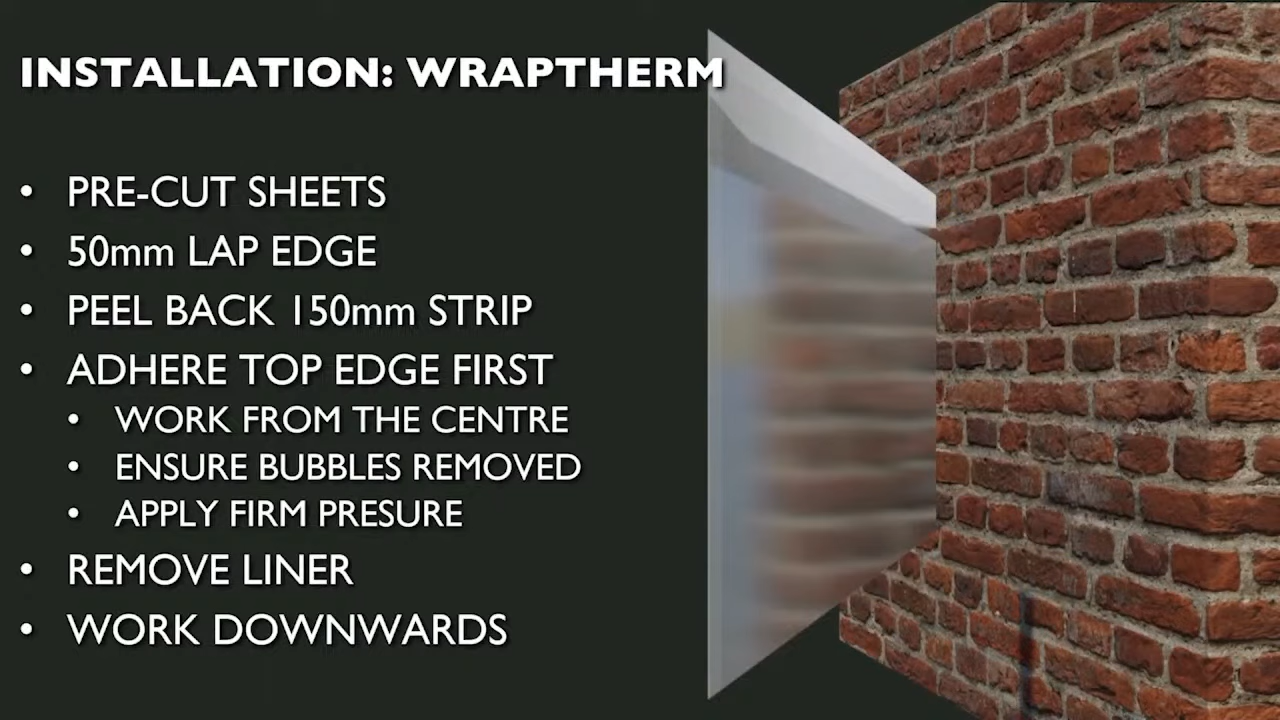 INSTALLATION: WRAPTHERM
• PRE-CUT SHEETS
• 50mm LAP EDGE
• PEEL BACK 150mm STRIP
• ADHERE TOP EDGE FIRST
• WORK FROM THE CENTRE
• ENSURE BUBBLES REMOVED
• APPLY FIRM PRESURE
• REMOVE LINER
• WORK DOWNWARDS